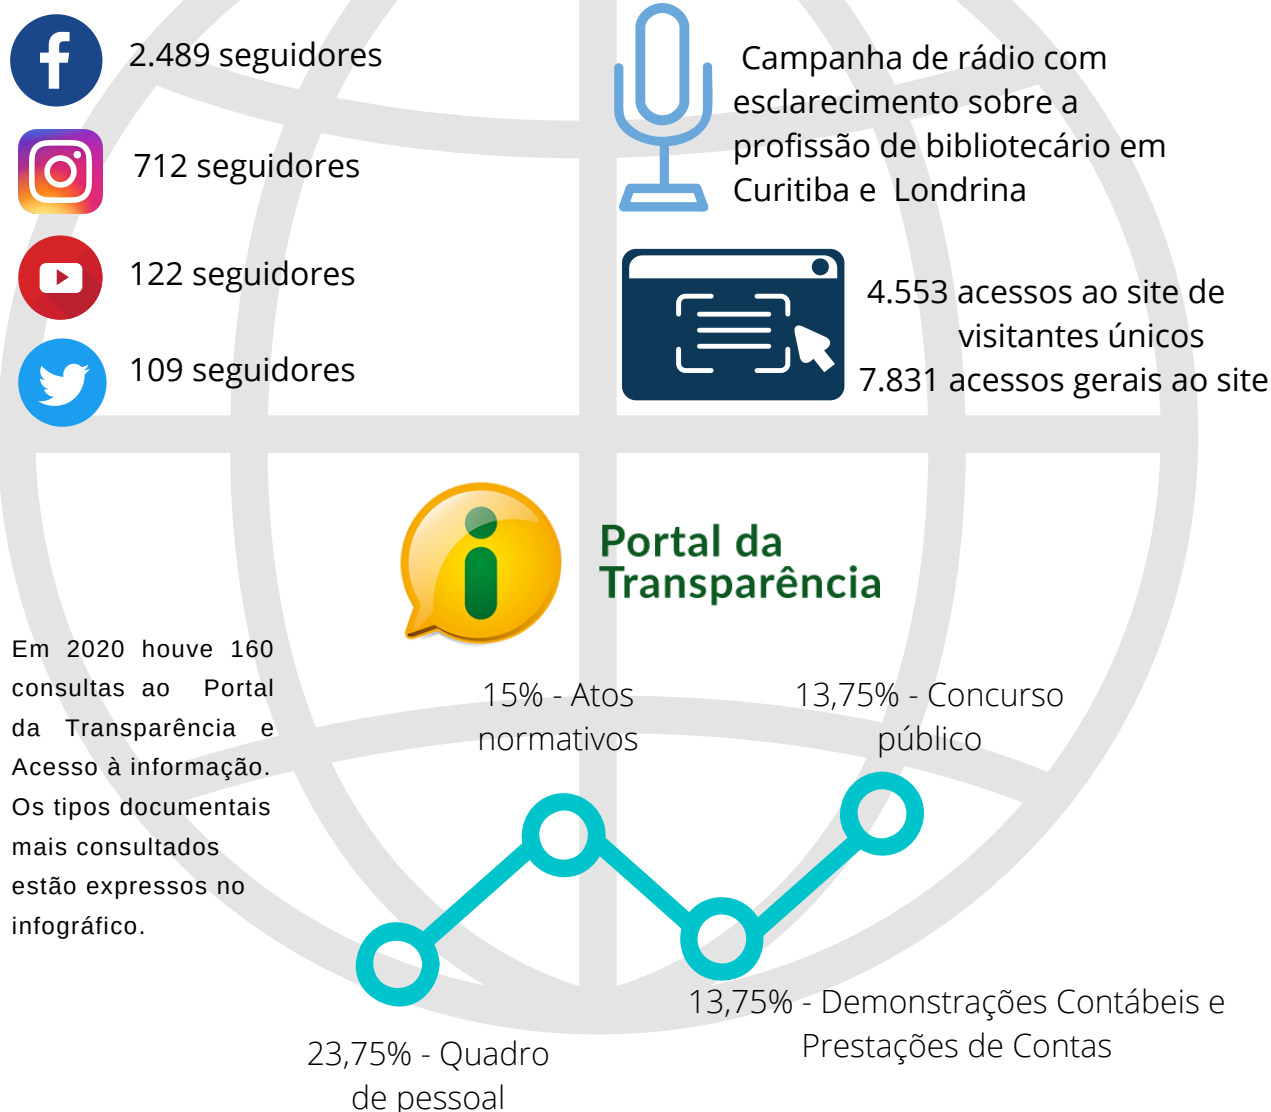 2.489 seguidores
712 seguidores
122 seguidores
109 seguidores
Campanha de rádio com
esclarecimento sobre a
profissão de bibliotecário em
Curitiba e Londrina
4.553 acessos ao site de
visitantes únicos
7.831 acessos gerais ao site
Portal da
Transparência
Em 2020 houve 160
consultas ao Portal
da Transparência e
Acesso à informação.
Os tipos documentais
mais consultados
estão expressos no
infográfico.
15% - Atos
normativos
13,75% - Concurso
público
13,75% - Demonstrações Contábeis e
Prestações de Contas
23,75% - Quadro
de pessoal